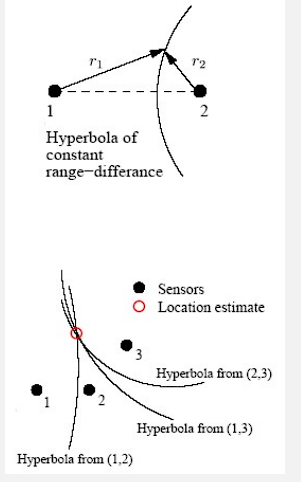 r1
r2
1
2
Hyperbola of
constant
range-differance
Sensors
Location estimate
3
Hyperbola from (2,3)
1
2
Hyperbola from (1,3)
Hyperbola from (1,2)